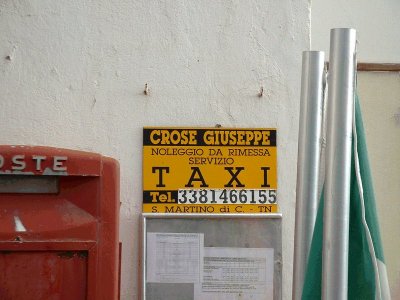 CROSE GIUSEPPE
NOLEGGIO DA RIMESSA
SERVIZIO
TAXI
Tel. 3381466155
S. MARTINO di C. - TN
OSTE